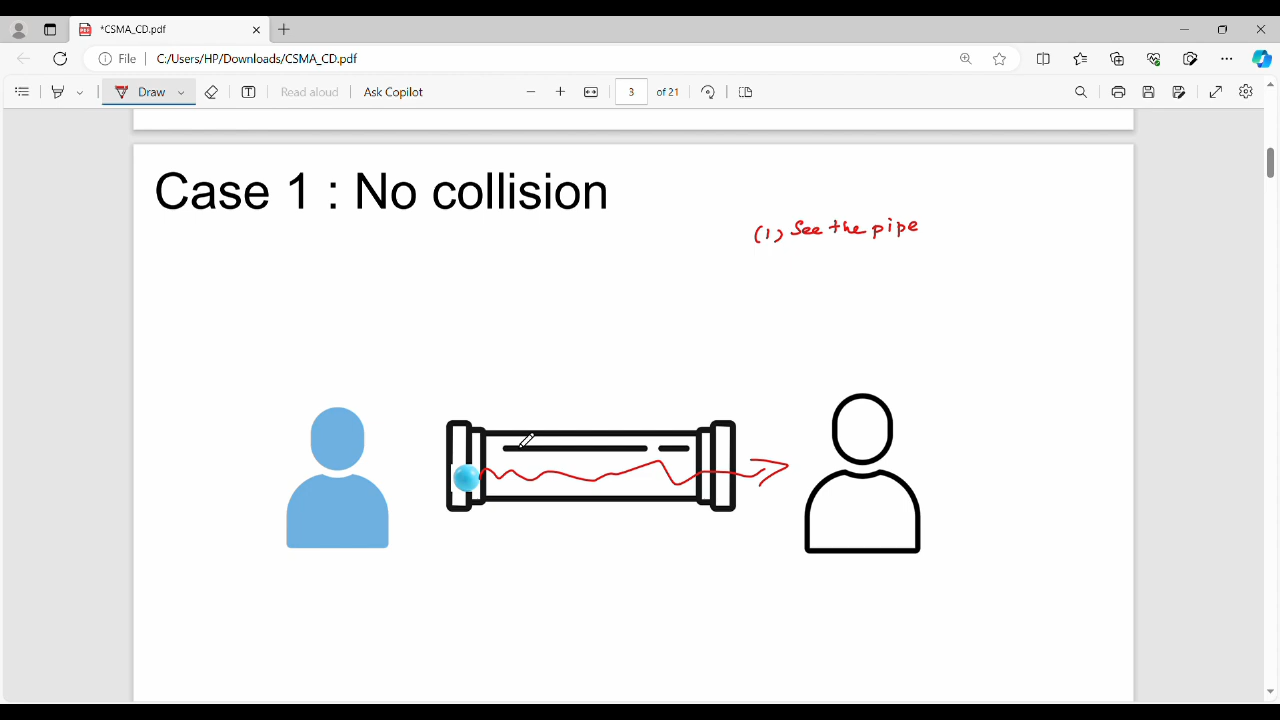 *CSMA_CD.pdf
File
C:/Users/HP/Downloads/CSMA_CD.pdf
Draw
Read aloud
Ask Copilot
3
of 21
Case 1 : No collision
(1) See the pipe